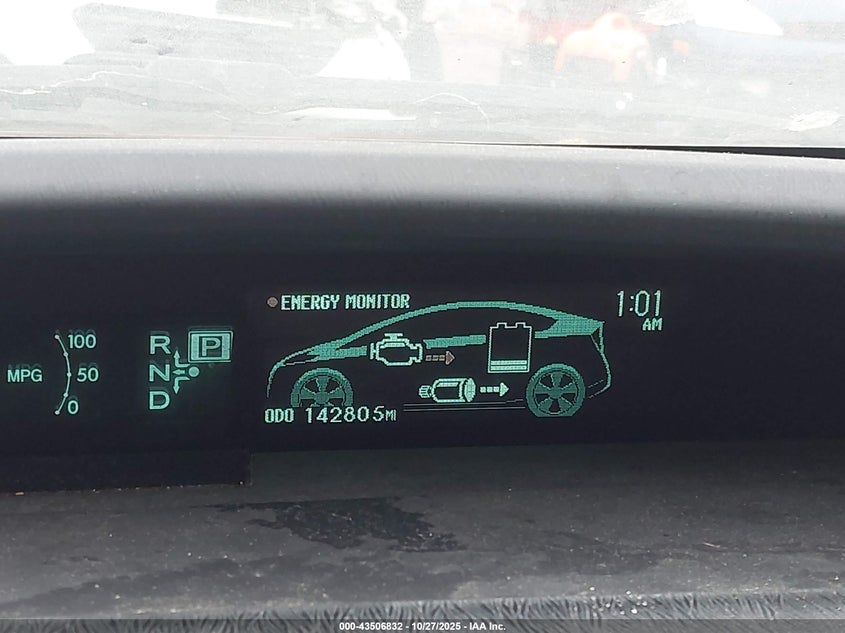 ENERGY MONITOR
1:01
AM
MPG
100
50
0
R
P
N
D
ODO 142805MI
000-43506832 - 10/27/2025 - IAA Inc.